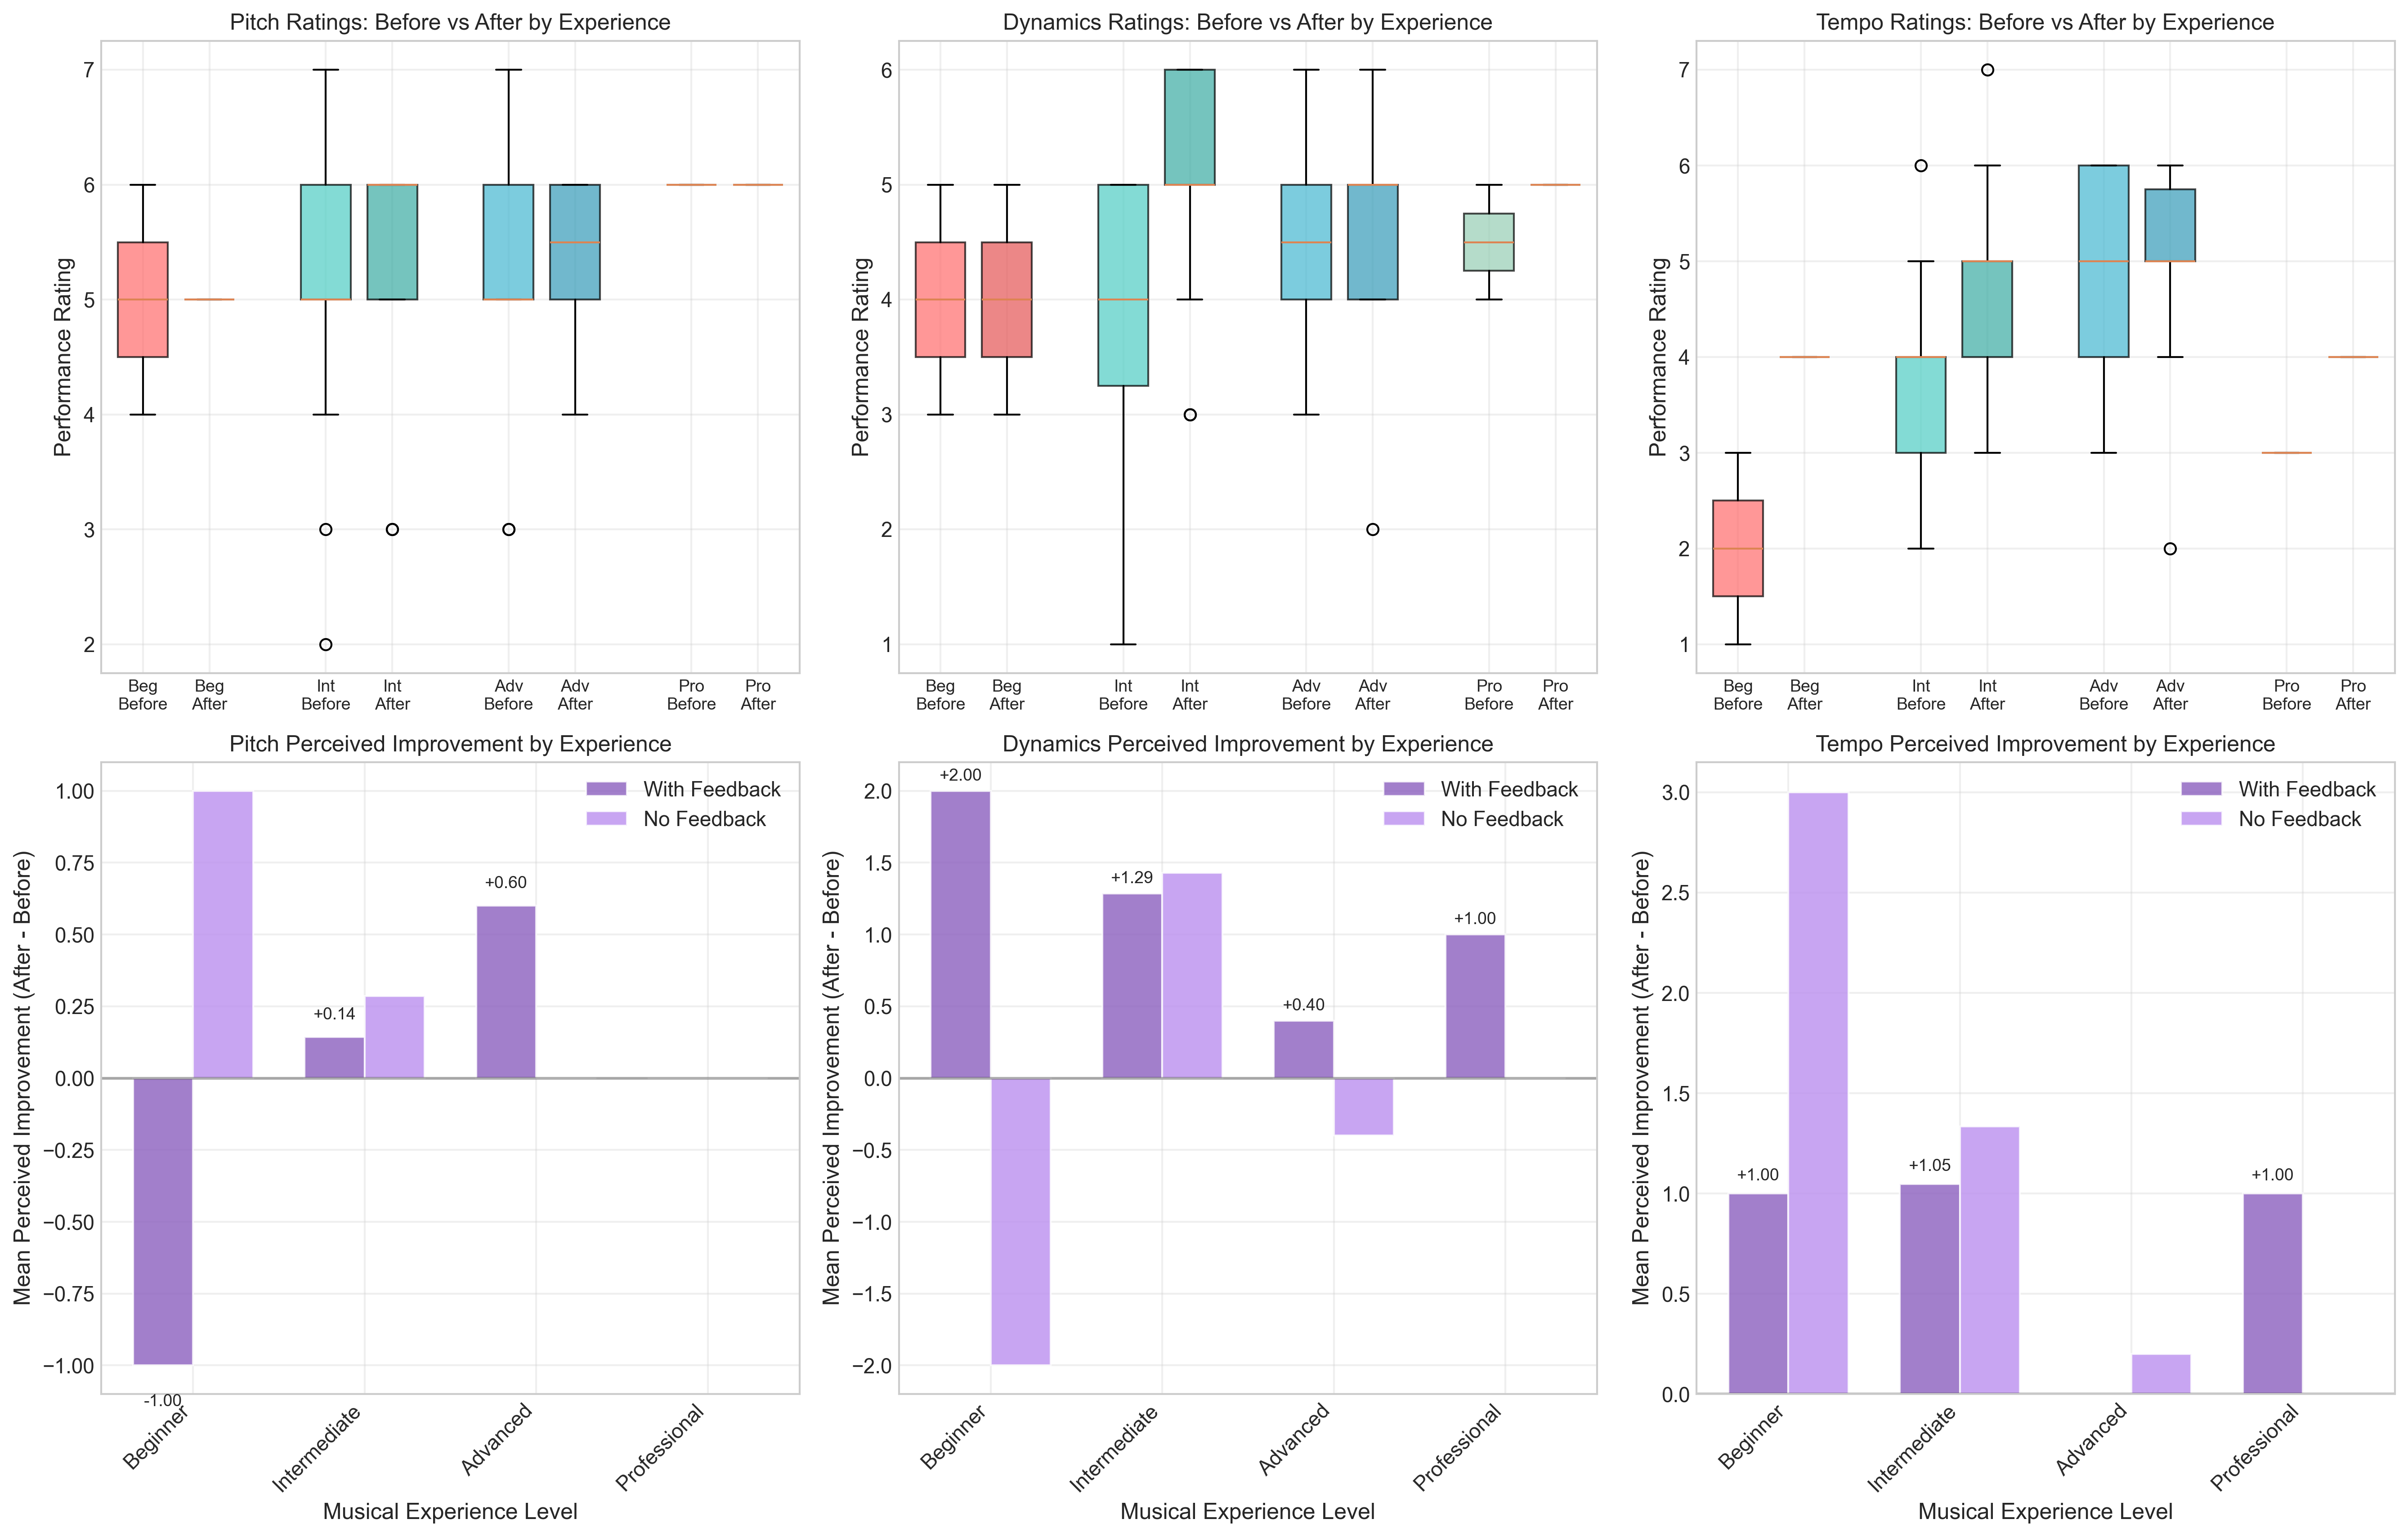 Pitch Ratings: Before vs After by Experience
Performance Rating
7
6
5
4
3
2
Beg Before
Beg After
Int Before
Int After
Adv Before
Adv After
Pro Before
Pro After
Dynamics Ratings: Before vs After by Experience
Performance Rating
6
5
4
3
2
1
Beg Before
Beg After
Int Before
Int After
Adv Before
Adv After
Pro Before
Pro After
Tempo Ratings: Before vs After by Experience
Performance Rating
7
6
5
4
3
2
1
Beg Before
Beg After
Int Before
Int After
Adv Before
Adv After
Pro Before
Pro After
Pitch Perceived Improvement by Experience
Mean Perceived Improvement (After - Before)
1.00
0.75
0.50
0.25
0.00
−0.25
−0.50
−0.75
−1.00
With Feedback
No Feedback
-1.00
+0.14
+0.60
Beginner
Intermediate
Advanced
Professional
Musical Experience Level
Dynamics Perceived Improvement by Experience
Mean Perceived Improvement (After - Before)
2.0
1.5
1.0
0.5
0.0
−0.5
−1.0
−1.5
−2.0
With Feedback
No Feedback
+2.00
+1.29
+0.40
+1.00
Beginner
Intermediate
Advanced
Professional
Musical Experience Level
Tempo Perceived Improvement by Experience
Mean Perceived Improvement (After - Before)
3.0
2.5
2.0
1.5
1.0
0.5
0.0
With Feedback
No Feedback
+1.00
+1.05
+1.00
Beginner
Intermediate
Advanced
Professional
Musical Experience Level